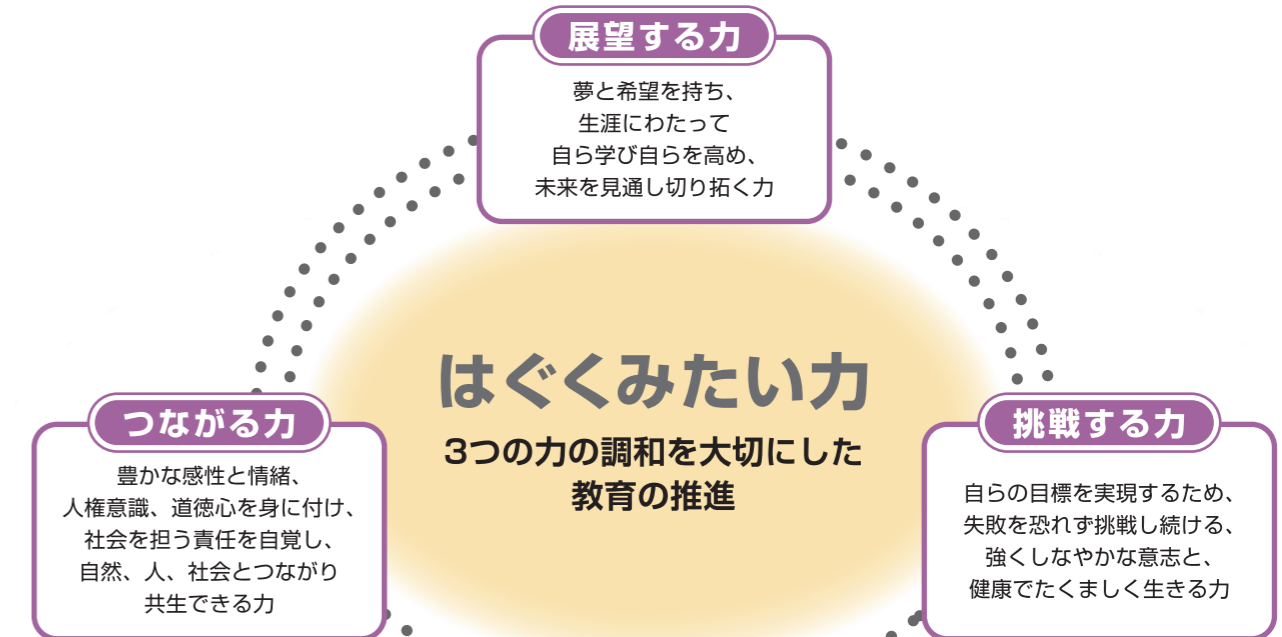 展望する力
夢と希望を持ち、
生涯にわたって
自ら学び自らを高め、
未来を見通し切り拓く力
はぐくみたい力
3つの力の調和を大切にした
教育の推進
つながる力
豊かな感性と情緒、
人権意識、道徳心を身に付け、
社会を担う責任を自覚し、
自然、人、社会とつながり
共生できる力
挑戦する力
自らの目標を実現するため、
失敗を恐れず挑戦し続ける、
強くしなやかな意志と、
健康でたくましく生きる力